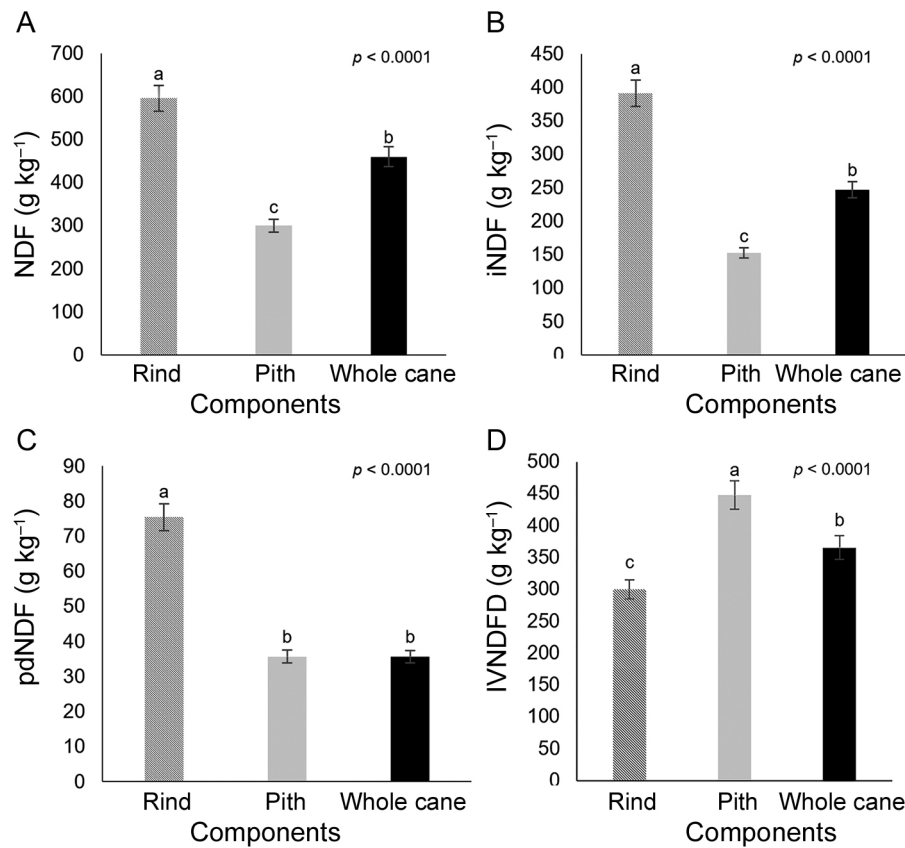 A
NDF (g kg⁻¹)
700
600
500
400
300
200
100
0
p < 0.0001
a
c
b
Rind Pith Whole cane
Components
B
iNDF (g kg⁻¹)
450
400
350
300
250
200
150
100
50
0
p < 0.0001
a
c
b
Rind Pith Whole cane
Components
C
pdNDF (g kg⁻¹)
90
80
70
60
50
40
30
20
10
0
p < 0.0001
a
b
b
Rind Pith Whole cane
Components
D
IVNDFD (g kg⁻¹)
500
450
400
350
300
250
200
150
100
50
0
p < 0.0001
c
a
b
Rind Pith Whole cane
Components